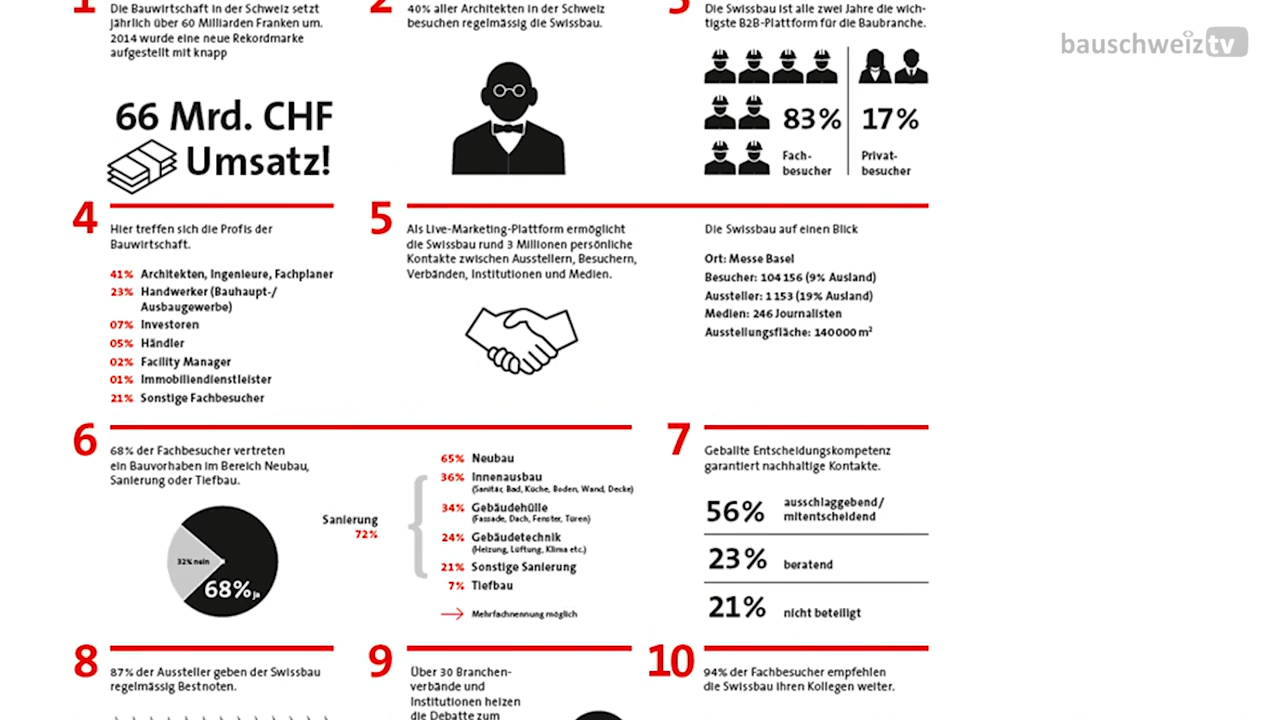 bauschweiz tv
1
Die Bauwirtschaft in der Schweiz setzt
jährlich über 60 Milliarden Franken um.
2014 wurde eine neue Rekordmarke
aufgestellt mit knapp
66 Mrd. CHF
Umsatz!
2
40% aller Architekten in der Schweiz
besuchen regelmässig die Swissbau.
3
Die Swissbau ist alle zwei Jahre die wich-
tigste B2B-Plattform für die Baubranche.
83%
Fach-
besucher
17%
Privat-
besucher
4
Hier treffen sich die Profis der
Bauwirtschaft.
41% Architekten, Ingenieure, Fachplaner
23% Handwerker (Bauhaupt-/
Ausbaugewerbe)
07% Investoren
05% Händler
02% Facility Manager
01% Immobiliendienstleister
21% Sonstige Fachbesucher
5
Als Live-Marketing-Plattform ermöglicht
die Swissbau rund 3 Millionen persönliche
Kontakte zwischen Ausstellern, Besuchern,
Verbänden, Institutionen und Medien.
Die Swissbau auf einen Blick
Ort: Messe Basel
Besucher: 104 156 (9% Ausland)
Aussteller: 1 153 (19% Ausland)
Medien: 246 Journalisten
Ausstellungsfläche: 140 000 m²
6
68% der Fachbesucher vertreten
ein Bauvorhaben im Bereich Neubau,
Sanierung oder Tiefbau.
32% nein
68% ja
Sanierung
72%
65% Neubau
36% Innenausbau
(Sanitär, Bad, Küche, Boden, Wand, Decke)
34% Gebäudehülle
(Fassade, Dach, Fenster, Türen)
24% Gebäudetechnik
(Heizung, Lüftung, Klima etc.)
21% Sonstige Sanierung
7% Tiefbau
Mehrfachnennung möglich
7
Geballte Entscheidungskompetenz
garantiert nachhaltige Kontakte.
56% ausschlaggebend/
mitentscheidend
23% beratend
21% nicht beteiligt
8
87% der Aussteller geben der Swissbau
regelmässig Bestnoten.
9
Über 30 Branchen-
verbände und
Institutionen heizen
die Debatte zum
10
94% der Fachbesucher empfehlen
die Swissbau ihren Kollegen weiter.